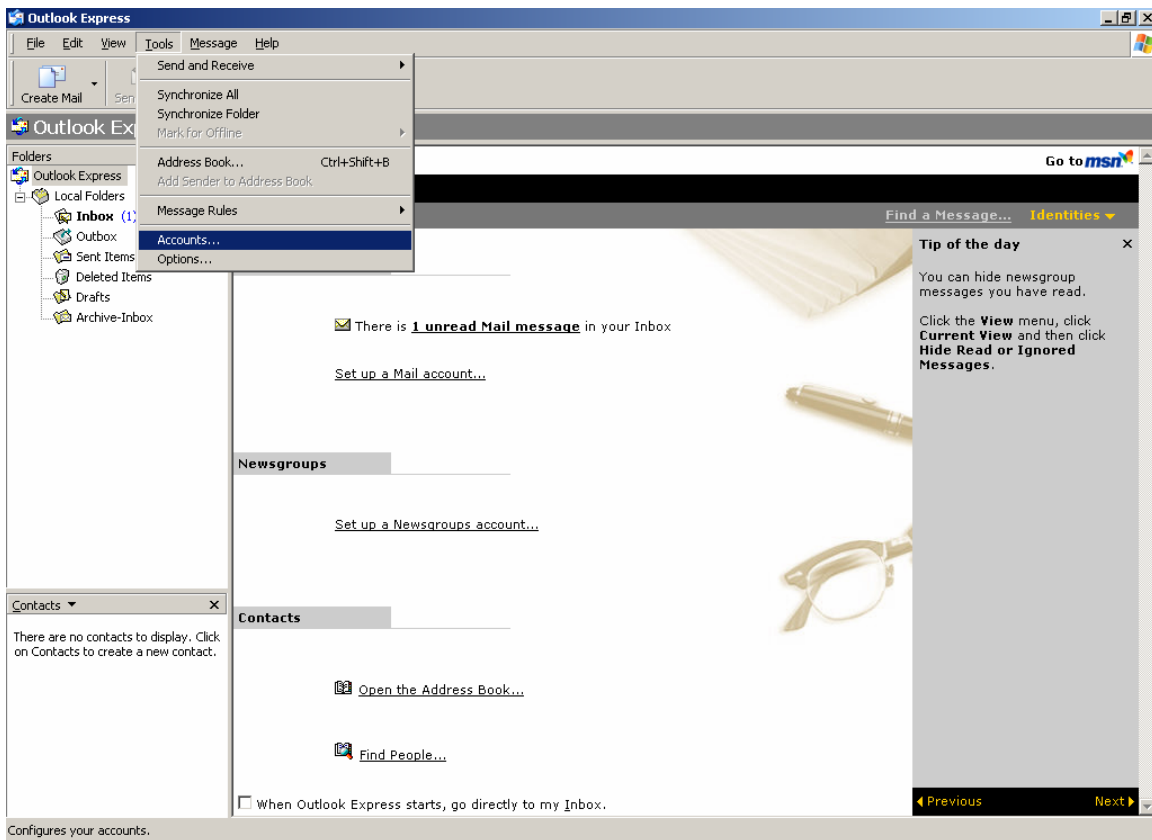 Outlook Express
File Edit View Tools Message Help
Create Mail
Sen
Send and Receive
Synchronize All
Synchronize Folder
Mark for Offline
Address Book... Ctrl+Shift+B
Add Sender to Address Book
Message Rules
Accounts...
Options...
Outlook Ex
Folders
Outlook Express
Local Folders
Inbox (1)
Outbox
Sent Items
Deleted Items
Drafts
Archive-Inbox
Contacts
There are no contacts to display. Click
on Contacts to create a new contact.
Go to msn
Find a Message... Identities
There is 1 unread Mail message in your Inbox
Set up a Mail account...
Newsgroups
Set up a Newsgroups account...
Contacts
Open the Address Book...
Find People...
When Outlook Express starts, go directly to my Inbox.
Tip of the day
You can hide newsgroup
messages you have read.
Click the View menu, click
Current View and then click
Hide Read or Ignored
Messages.
Previous Next
Configures your accounts.